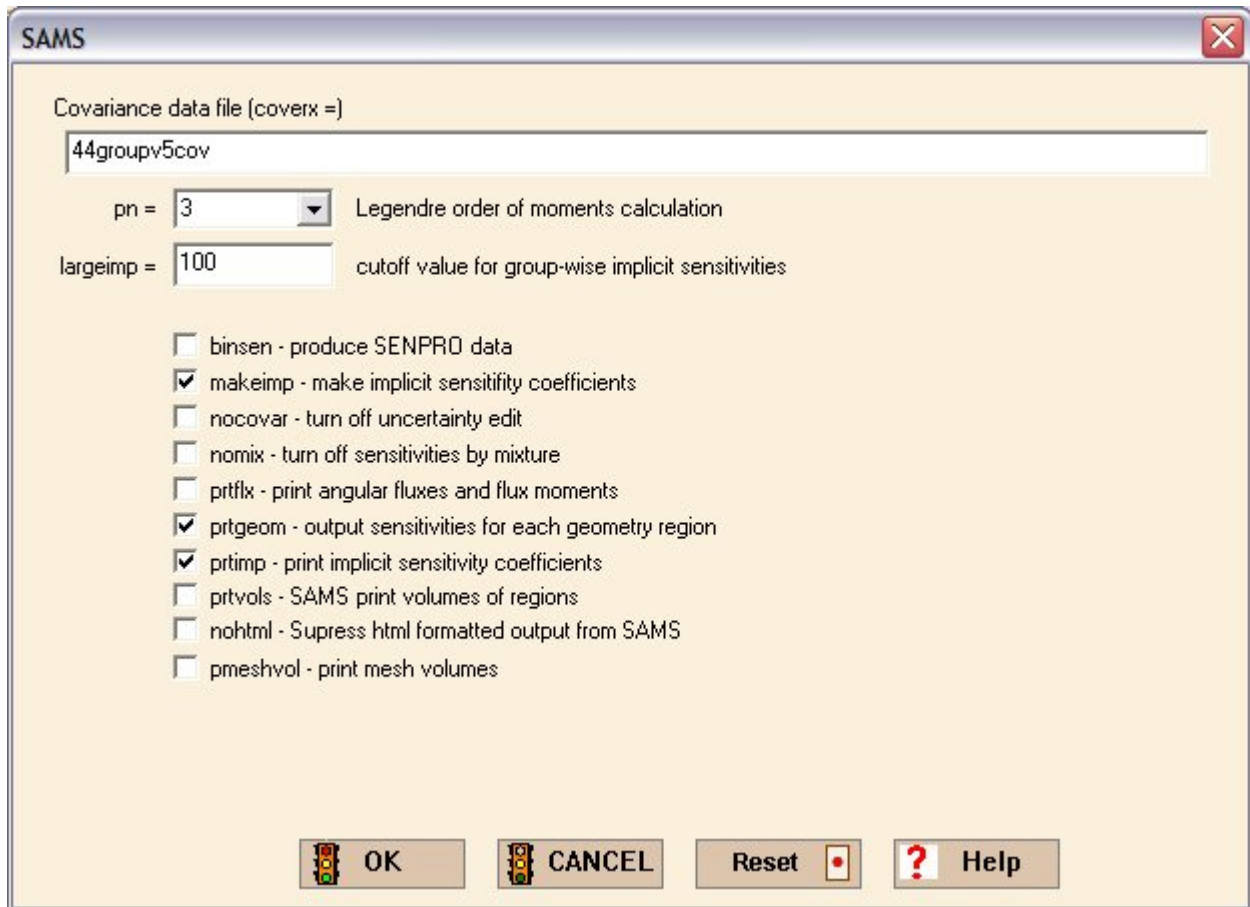 SAMS
Covariance data file (coverx =)
44groupv5cov
pn = 3 Legendre order of moments calculation
largeimp = 100 cutoff value for group-wise implicit sensitivities
binsen - produce SENPRO data
makeimp - make implicit sensitifity coefficients
nocovar - turn off uncertainty edit
nomix - turn off sensitivities by mixture
prtflx - print angular fluxes and flux moments
prtgeom - output sensitivities for each geometry region
prtimp - print implicit sensitivity coefficients
prtvols - SAMS print volumes of regions
nohtml - Supress html formatted output from SAMS
pmeshvol - print mesh volumes
OK CANCEL Reset ? Help